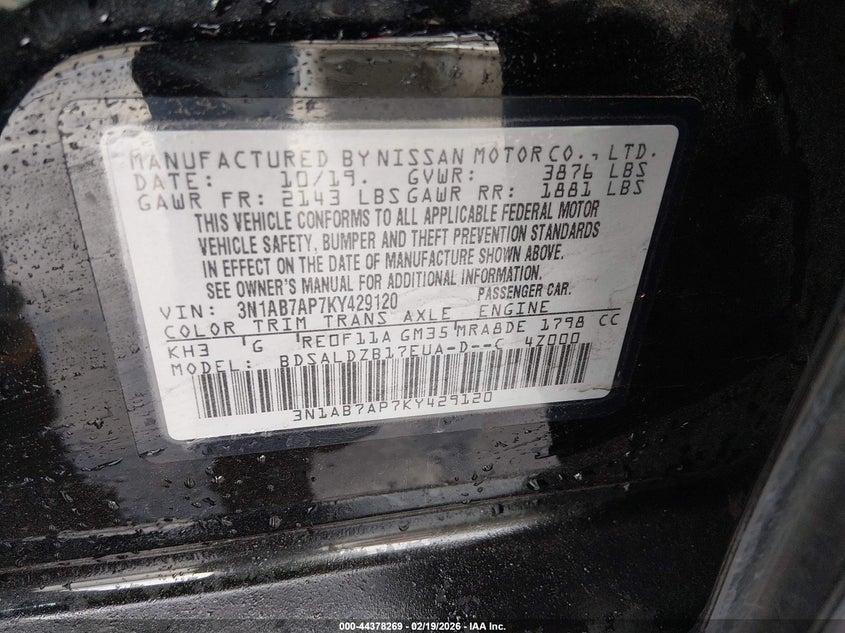 MANUFACTURED BY NISSAN MOTOR CO., LTD.
DATE: 10/19. GVWR: 3876 LBS
GAWR FR: 2143 LBS GAWR RR: 1881 LBS
THIS VEHICLE CONFORMS TO ALL APPLICABLE FEDERAL MOTOR
VEHICLE SAFETY, BUMPER AND THEFT PREVENTION STANDARDS
IN EFFECT ON THE DATE OF MANUFACTURE SHOWN ABOVE.
SEE OWNER'S MANUAL FOR ADDITIONAL INFORMATION.
VIN: 3N1AB7AP7KY429120 PASSENGER CAR.
COLOR TRIM TRANS AXLE ENGINE
KH3 G RE0F11A GM35 MRA8DE 1798 CC
MODEL: BDSALDZB17EUA-D--C 4Z000
3N1AB7AP7KY429120
000-44378269 - 02/19/2026 - IAA Inc.